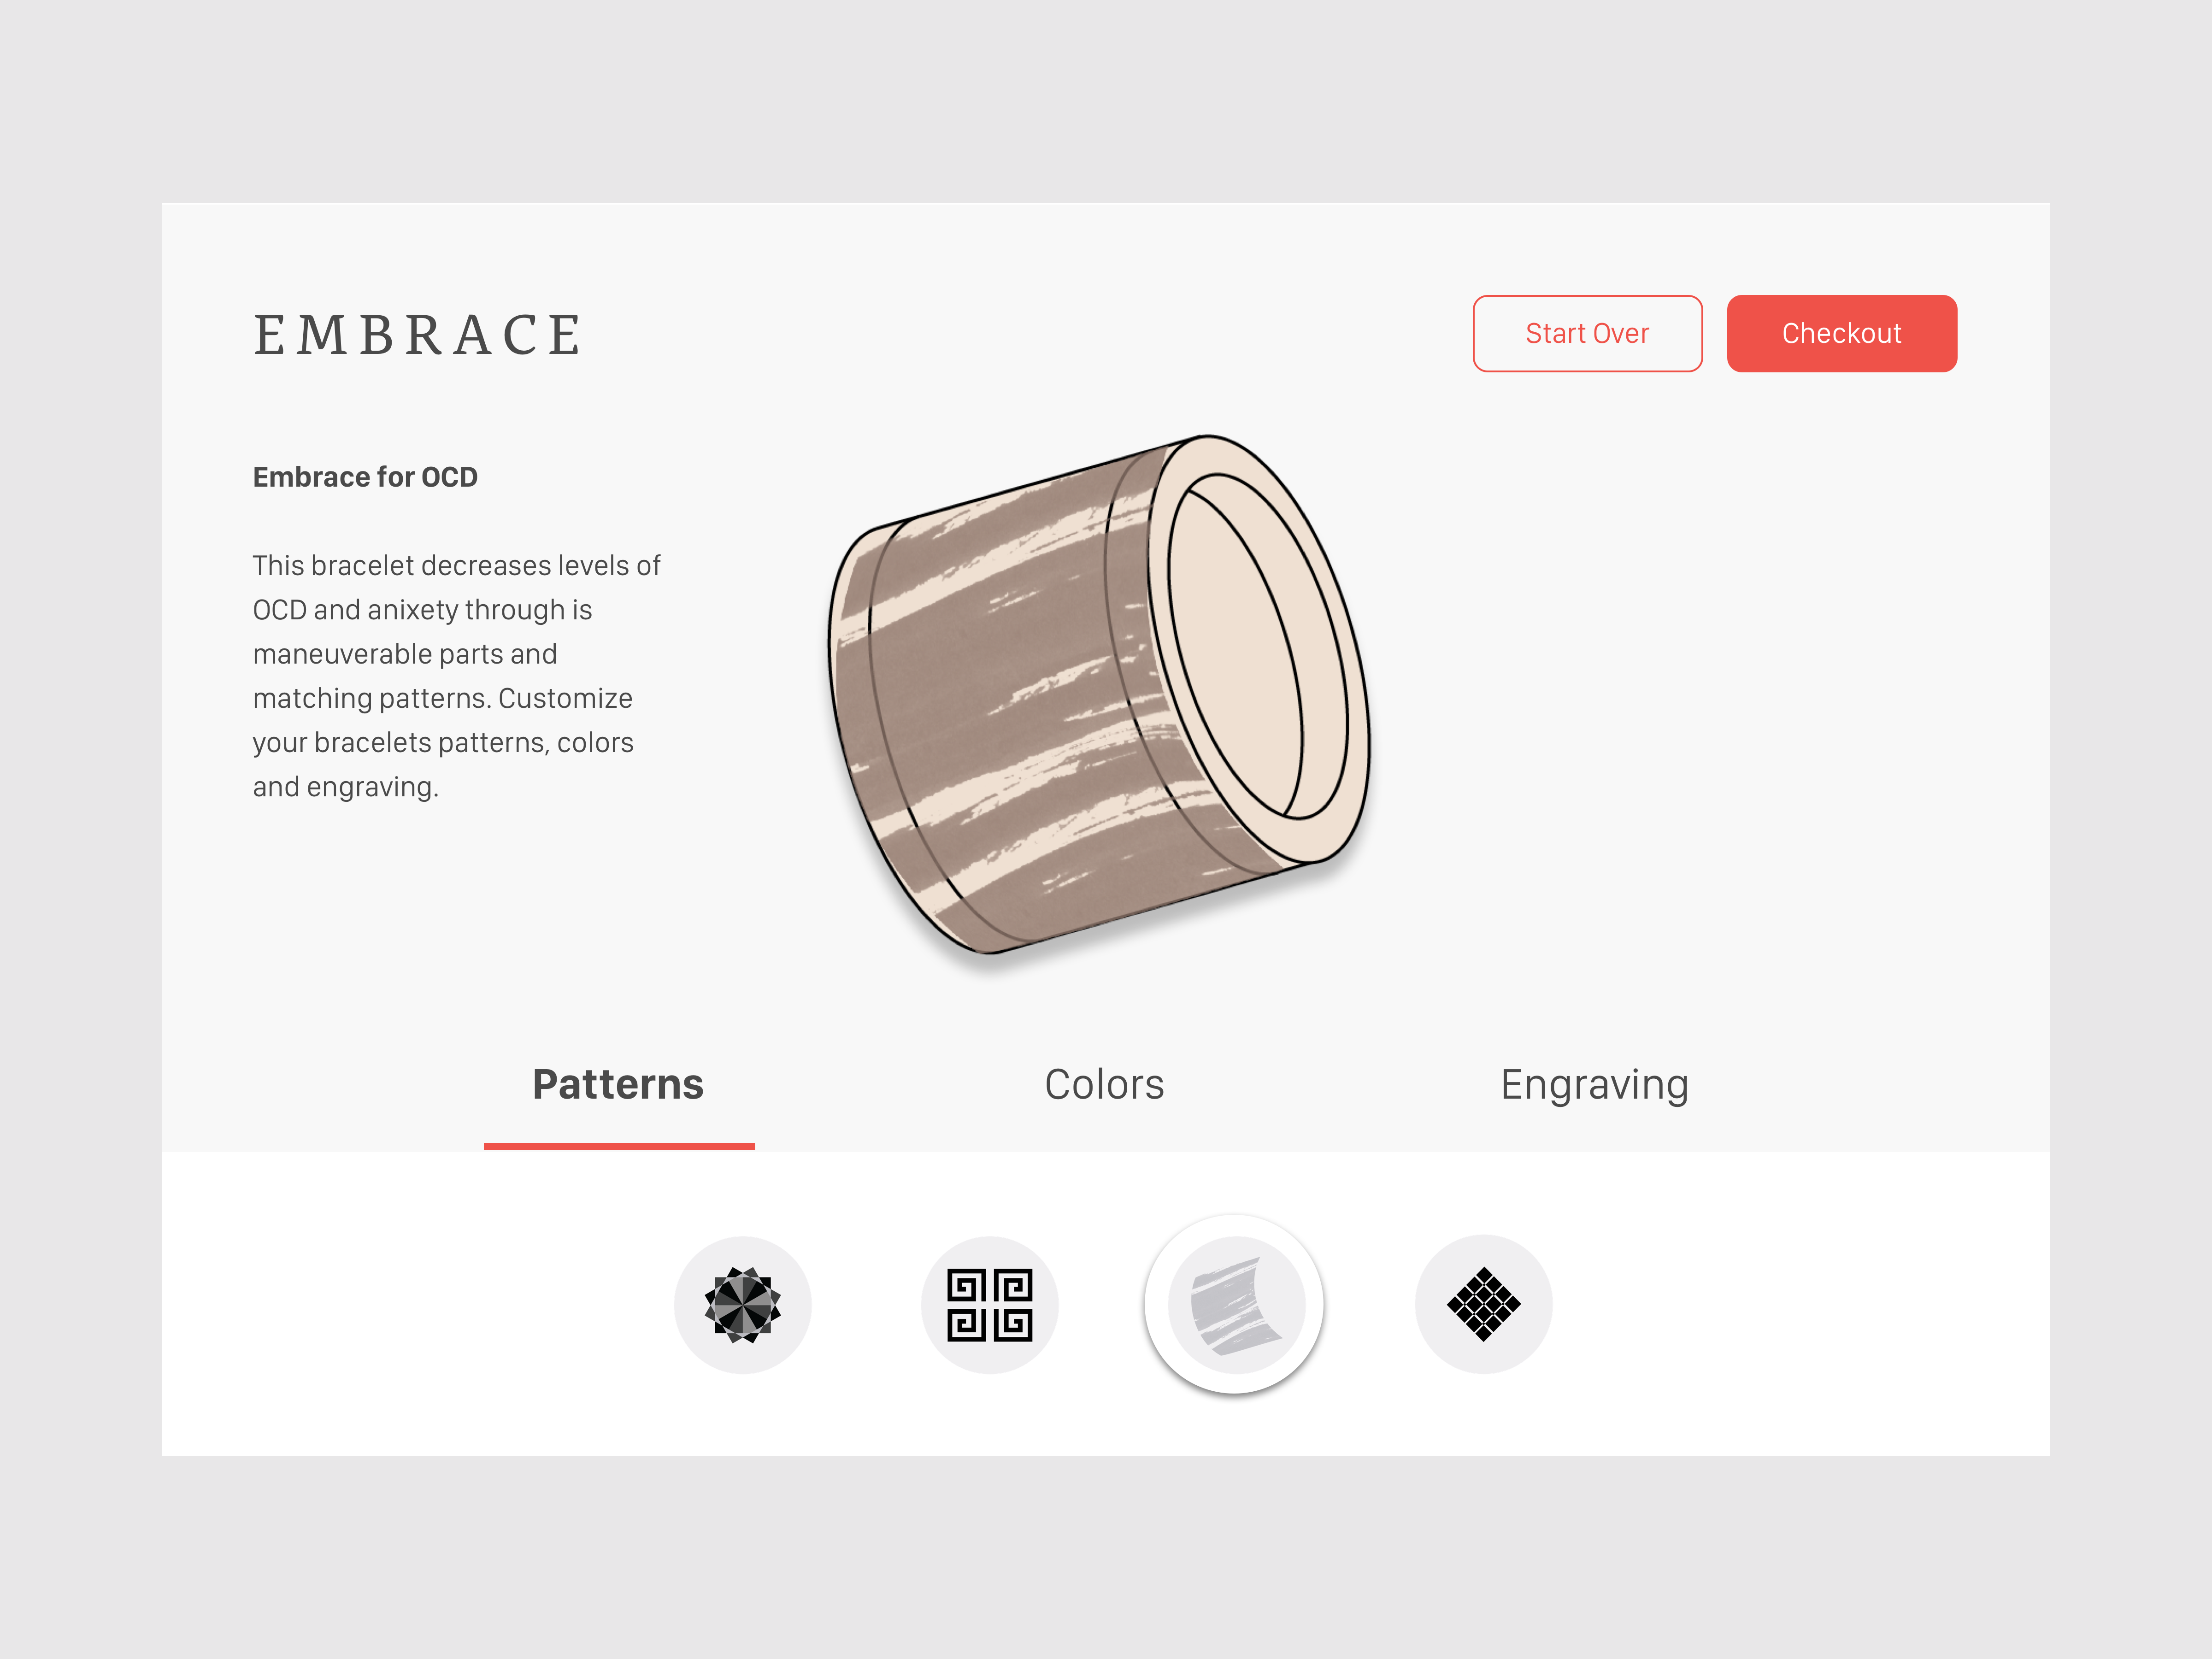 EMBRACE
Start Over
Checkout
Embrace for OCD
This bracelet decreases levels of
OCD and anixety through is
maneuverable parts and
matching patterns. Customize
your bracelets patterns, colors
and engraving.
Patterns
Colors
Engraving